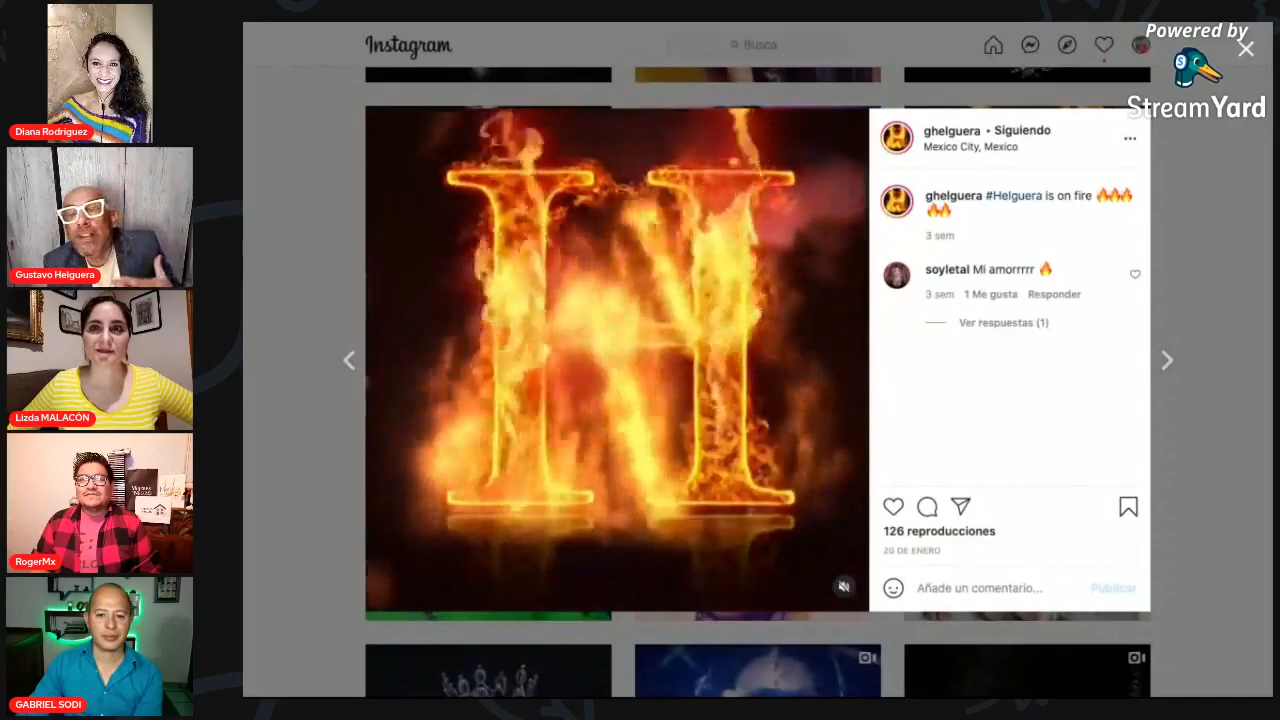 Powered by
StreamYard
Diana Rodríguez
Gustavo Helguera
Lizda MALACÓN
RogerMx
GABRIEL SODI
Instagram
Busca
ghelguera • Siguiendo
Mexico City, Mexico
ghelguera #Helguera is on fire 🔥🔥🔥
🔥🔥
3 sem
soyletal Mi amorrrrr 🔥
3 sem 1 Me gusta Responder
Ver respuestas (1)
126 reproducciones
20 DE ENERO
Añade un comentario... Publicar